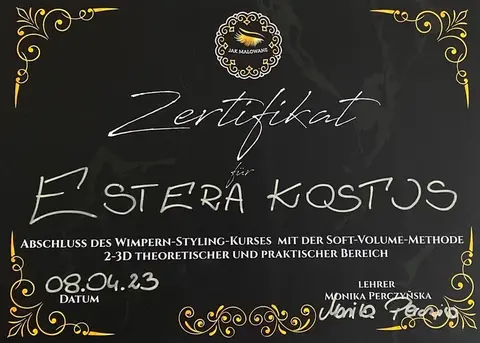 JAK MALOWANE
Zertifikat
für
ESTERA KOSTUS
ABSCHLUSS DES WIMPERN-STYLING-KURSES MIT DER SOFT-VOLUME-METHODE
2-3D THEORETISCHER UND PRAKTISCHER BEREICH
08.04.23
DATUM
LEHRER
MONIKA PERCZYŃSKA
Monika